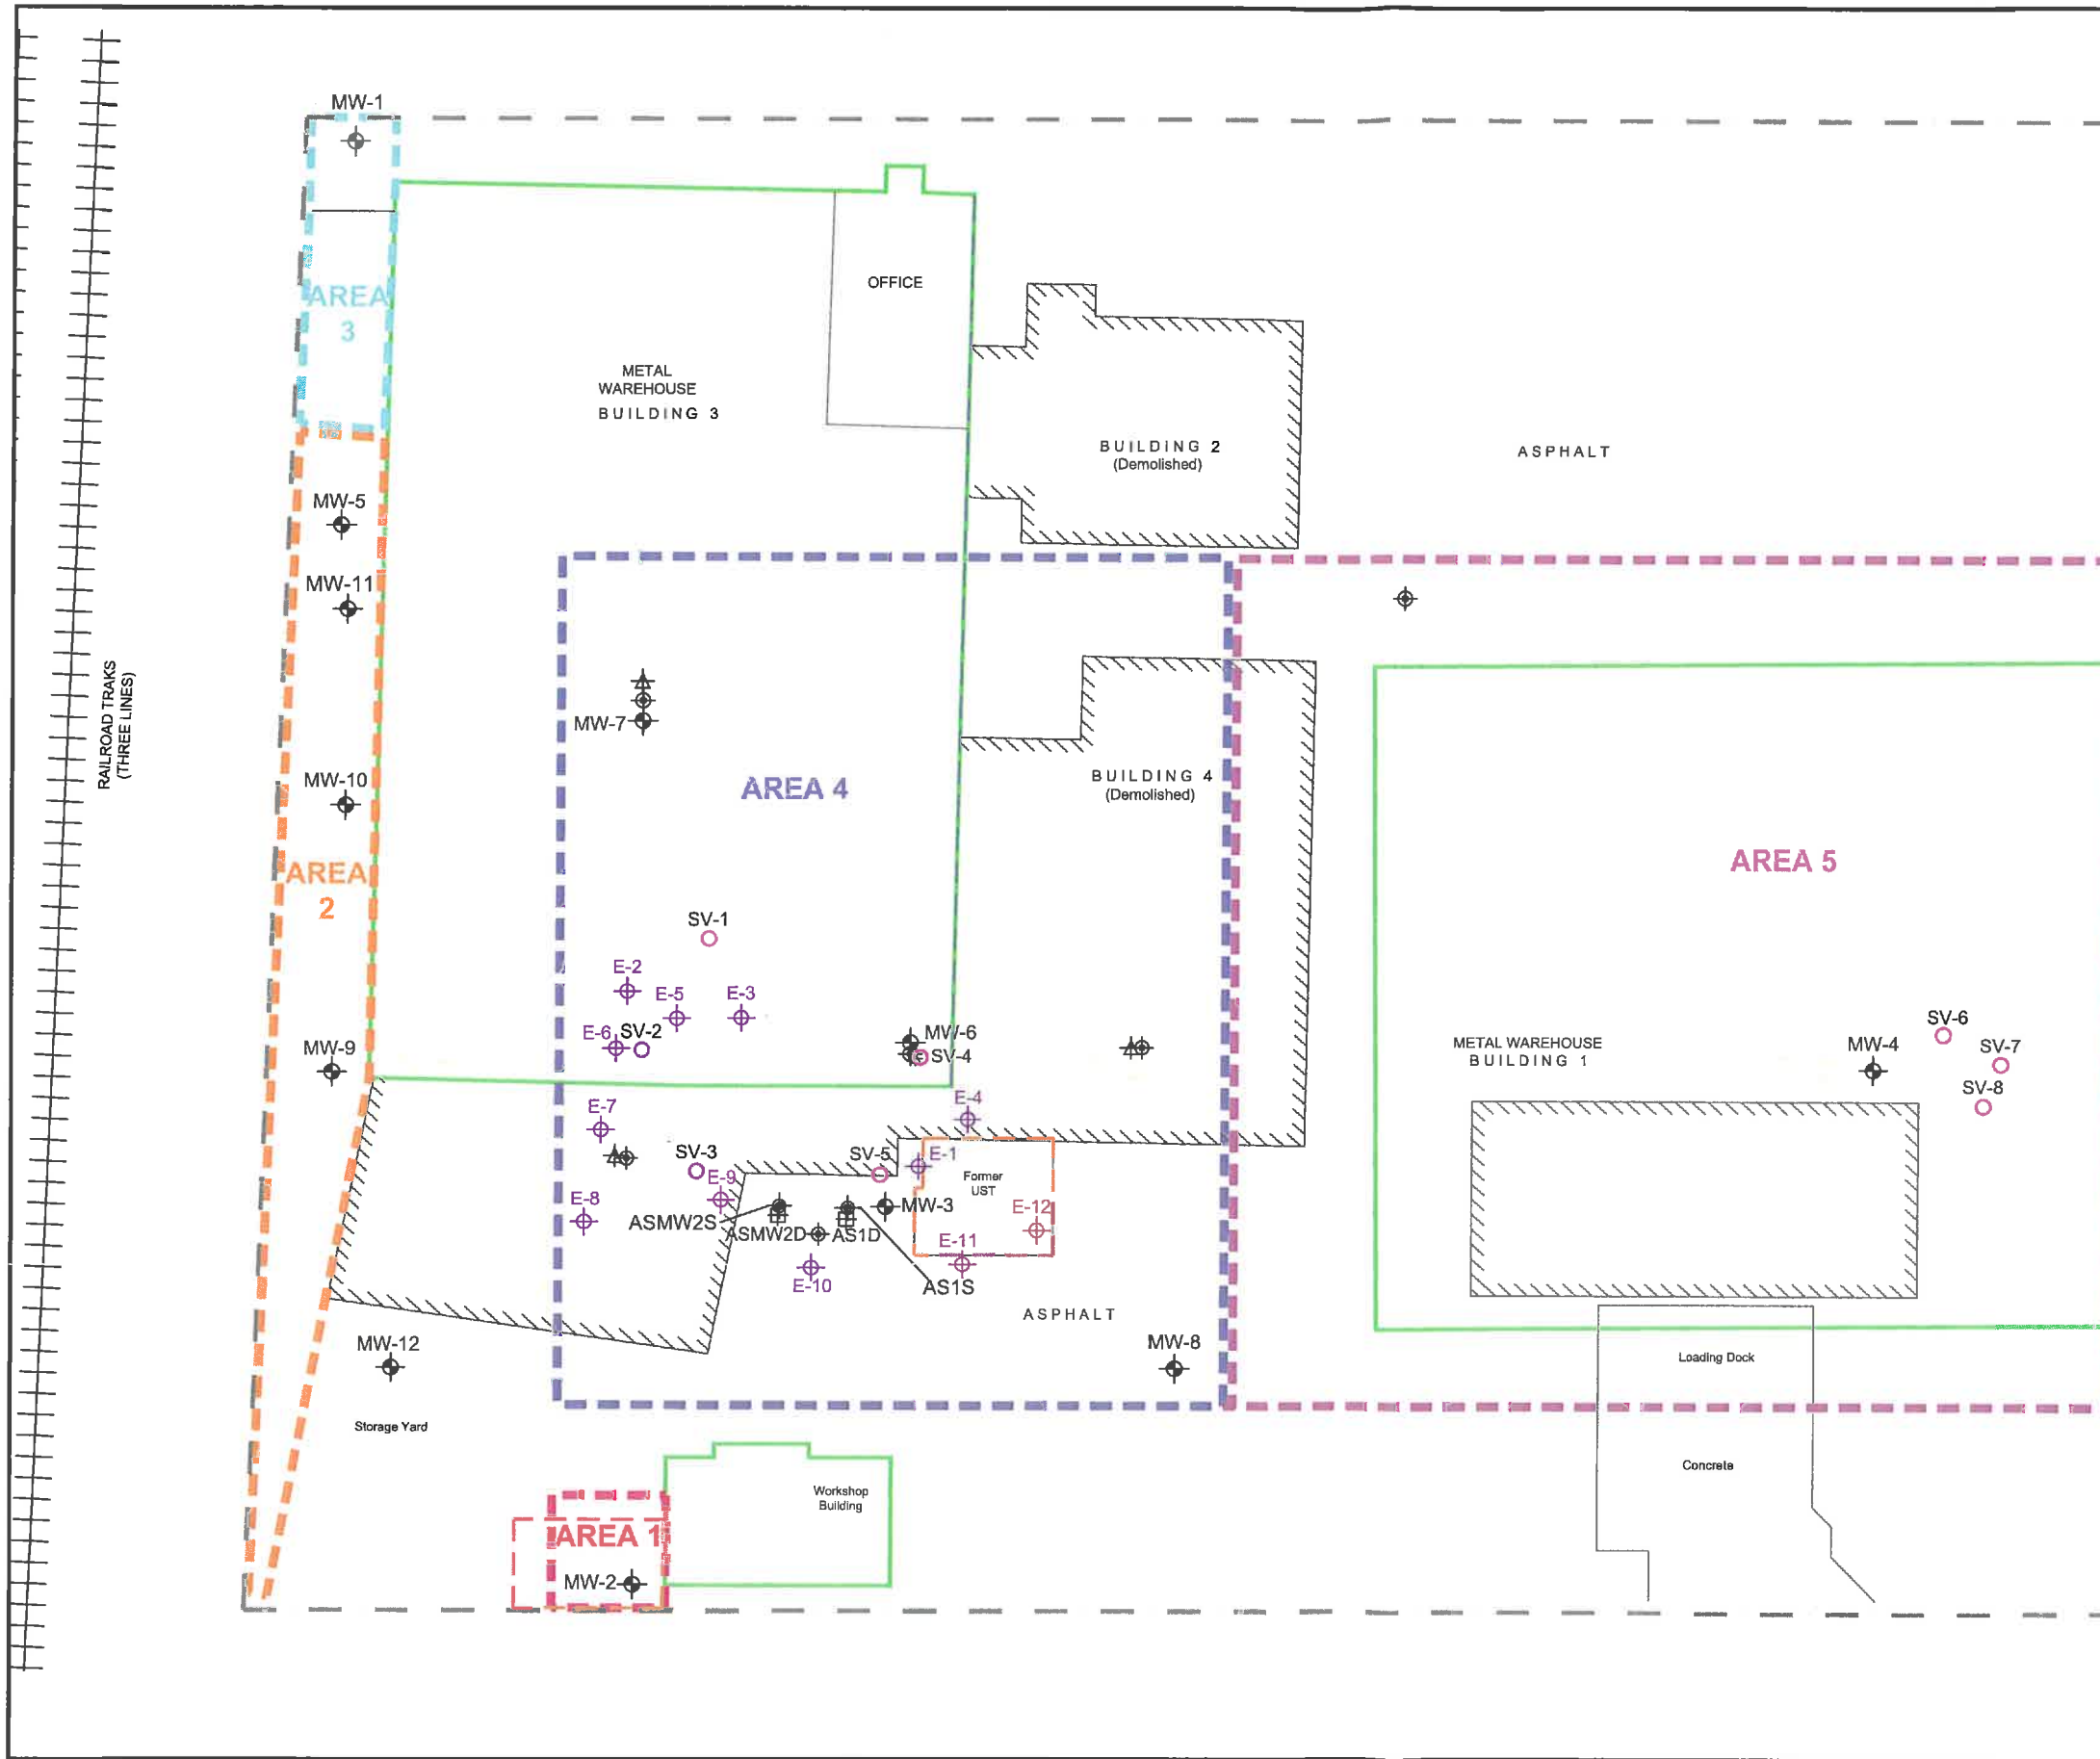 MW-1
OFFICE
AREA
3
METAL
WAREHOUSE
BUILDING 3
BUILDING 2
(Demolished)
ASPHALT
MW-5
MW-11
RAILROAD TRAKS
(THREE LINES)
MW-7
MW-10
AREA 4
BUILDING 4
(Demolished)
AREA
2
AREA 5
SV-1
E-2
E-5
E-3
E-6
SV-2
MW-6
SV-4
MW-9
METAL WAREHOUSE
BUILDING 1
MW-4
SV-6
SV-7
SV-8
E-7
E-4
SV-3
SV-5
E-1
E-9
Former
UST
E-8
ASMW2S
ASMW2D
AS1D
MW-3
E-12
E-11
E-10
AS1S
ASPHALT
MW-12
MW-8
Loading Dock
Storage Yard
Concrete
Workshop
Building
AREA 1
MW-2